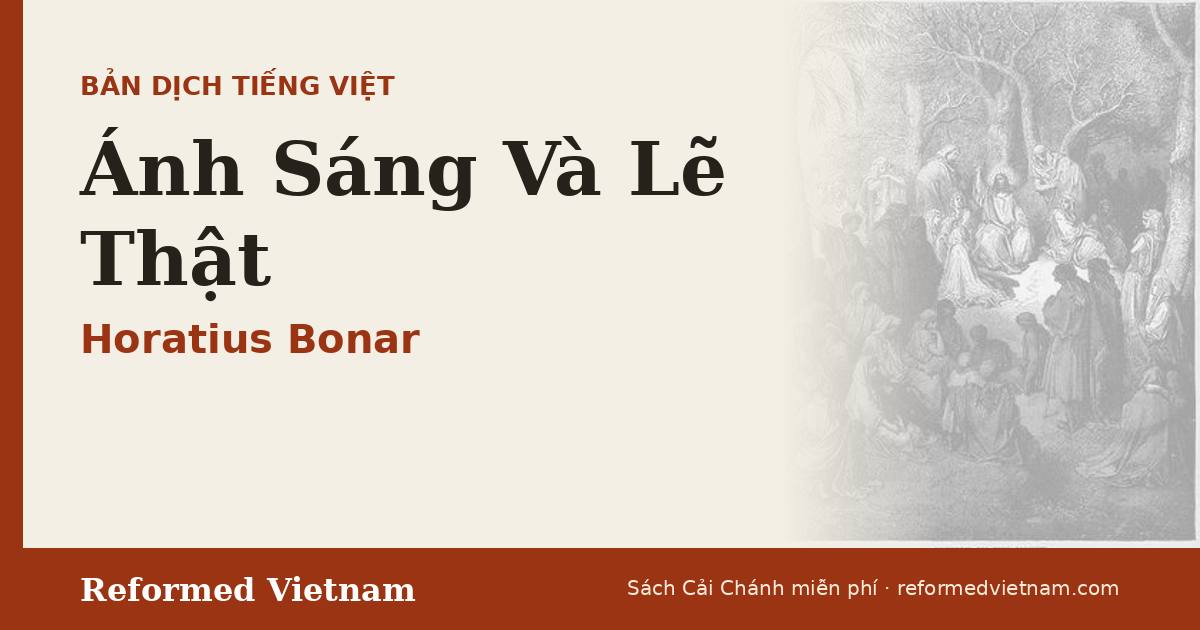 BẢN DỊCH TIẾNG VIỆT
Ánh Sáng Và Lẽ
Thật
Horatius Bonar
Reformed Vietnam
Sách Cải Chánh miễn phí · reformedvietnam.com